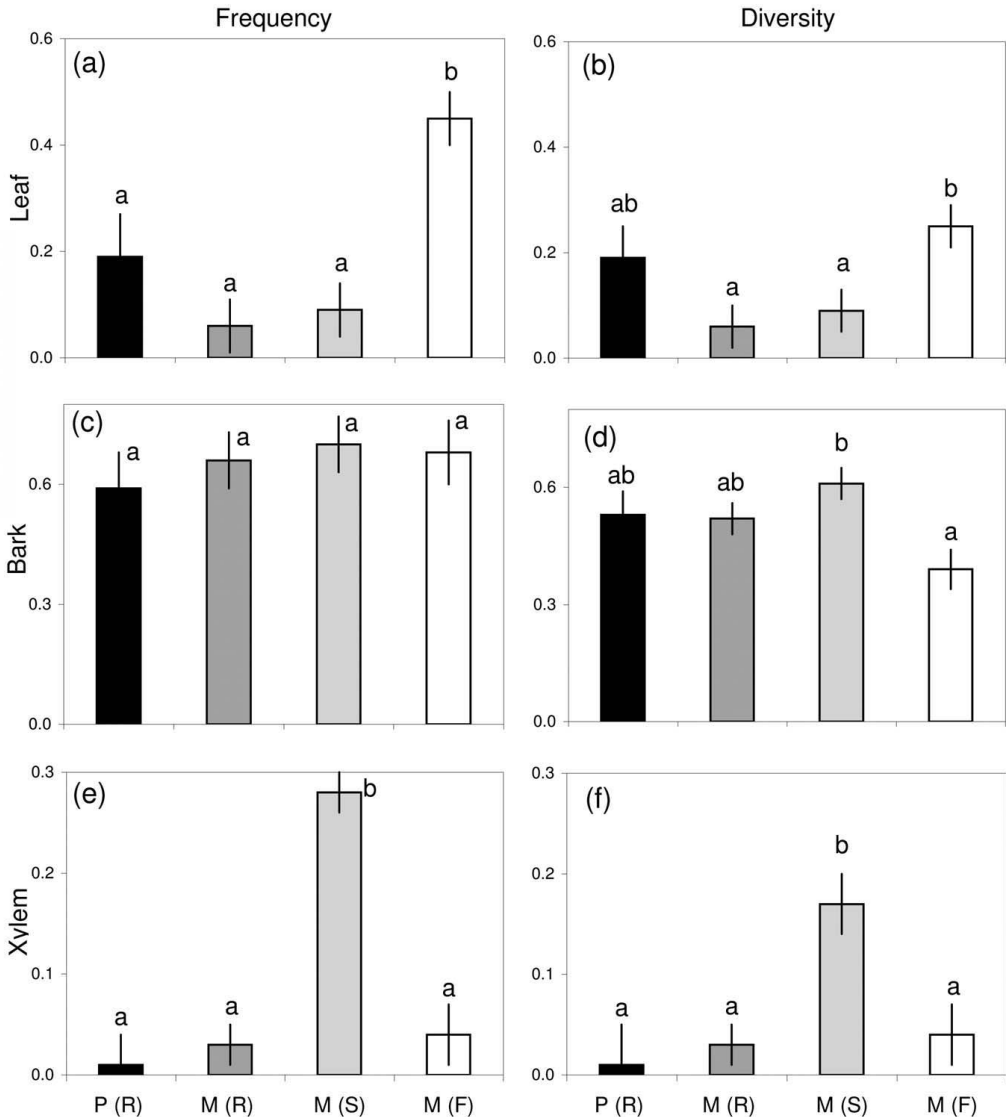 Frequency
Diversity
Leaf
(a)
0.6
0.4
0.2
0.0
a
a
a
b
(b)
0.6
0.4
0.2
0.0
ab
a
a
b
Bark
(c)
0.6
0.3
0.0
a
a
a
a
(d)
0.6
0.3
0.0
ab
ab
b
a
Xylem
(e)
0.3
0.2
0.1
0.0
a
a
b
a
P (R) M (R) M (S) M (F)
(f)
0.3
0.2
0.1
0.0
a
a
b
a
P (R) M (R) M (S) M (F)